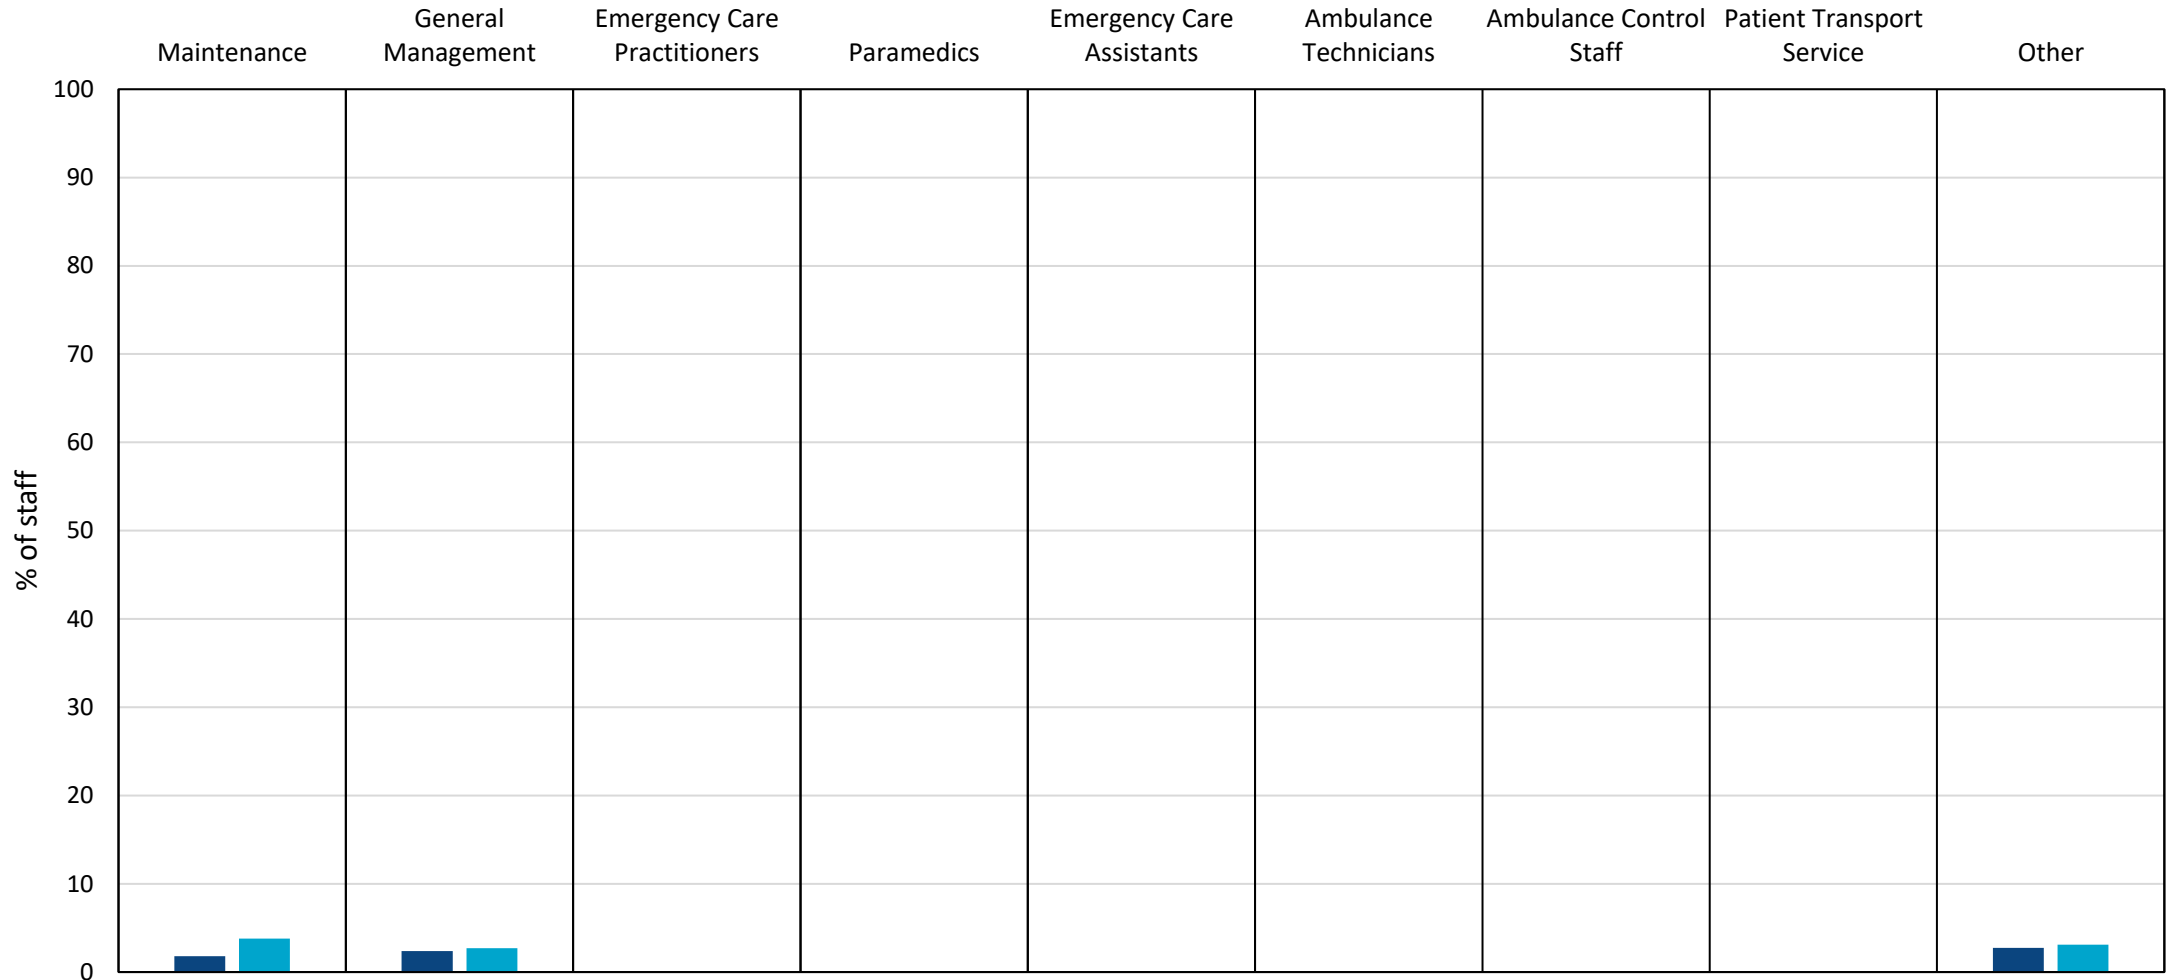 General
Emergency Care
Emergency Care
Ambulance
Ambulance Control
Patient Transport
Maintenance
Management
Practitioners
Paramedics
Assistants
Technicians
Staff
Service
Other
100
90
80
70
60
50
40
30
20
10
0
% of staff